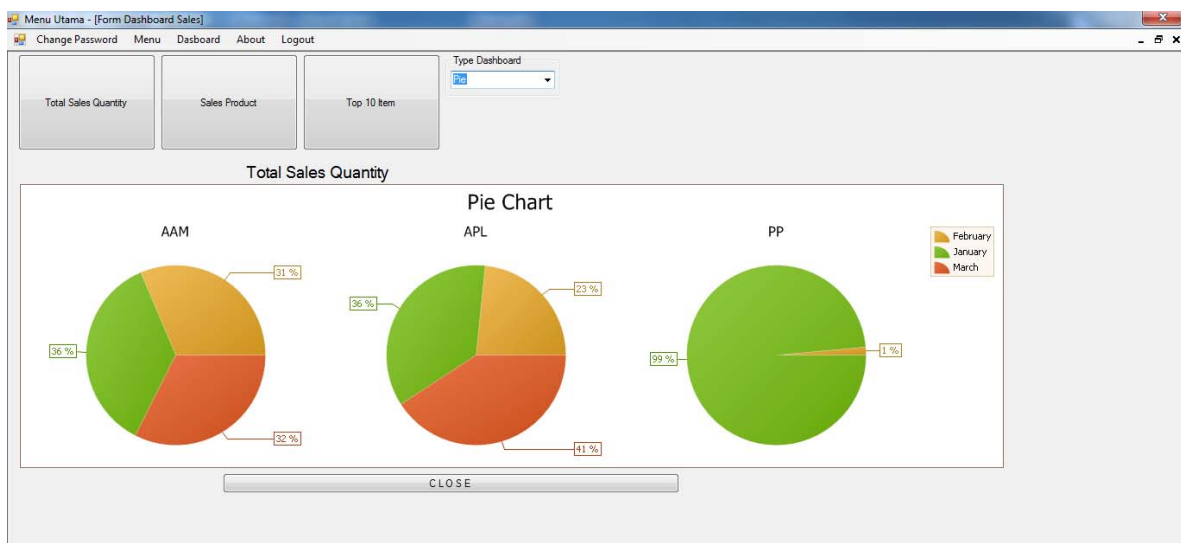 Menu Utama - [Form Dashboard Sales]
Change Password Menu Dasboard About Logout
Type Dashboard
Pie
Total Sales Quantity
Sales Product
Top 10 Item
Total Sales Quantity
Pie Chart
AAM
APL
PP
31 %
36 %
32 %
23 %
36 %
41 %
99 %
1 %
February
January
March
CLOSE